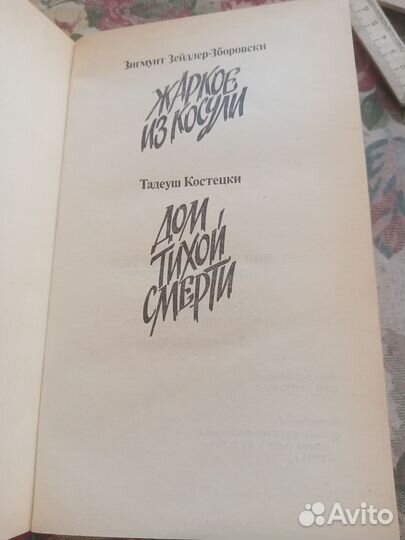 Зигмунт Зейдлер-Зборовски
ЖАРКОЕ
ИЗ КОСУЛИ
Тадеуш Костецки
ДОМ
ТИХОЙ
СМЕРТИ
Avito